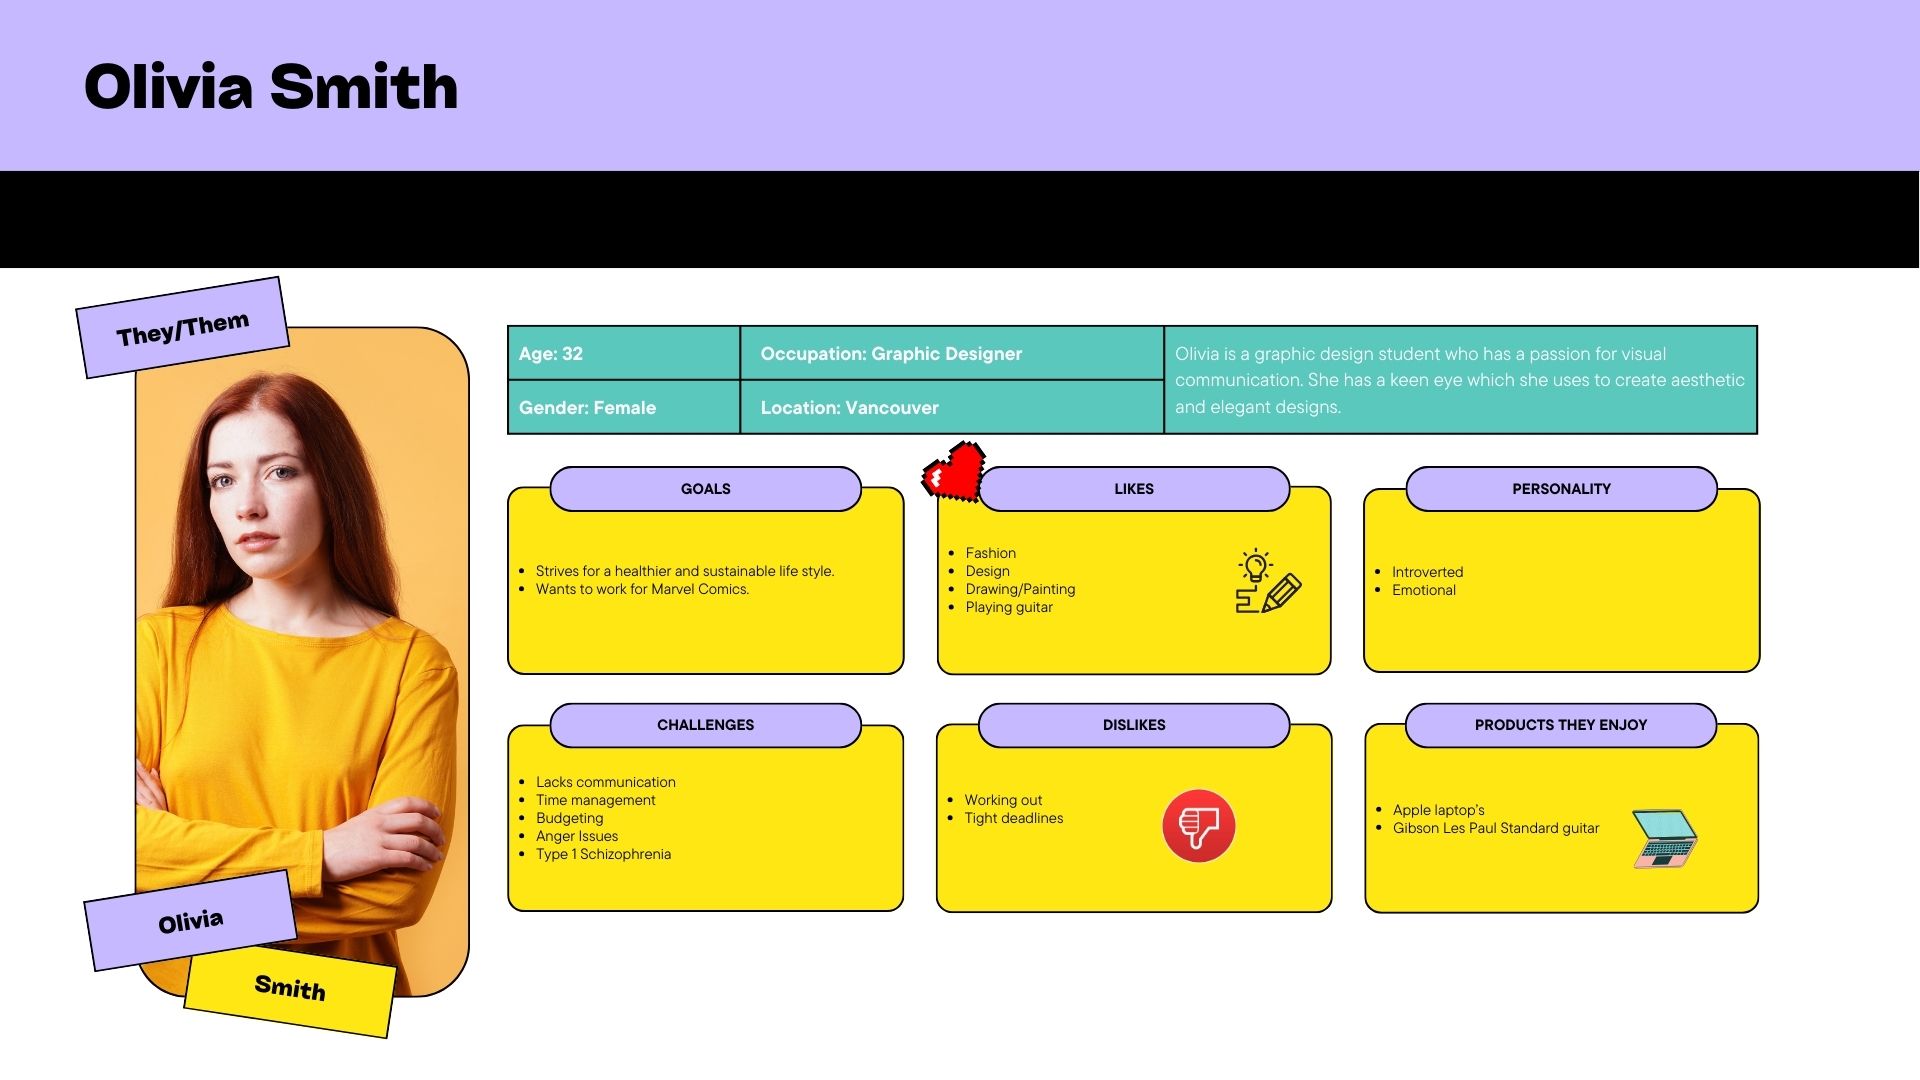 Olivia Smith
They/Them
Age: 32
Occupation: Graphic Designer
Gender: Female
Location: Vancouver
Olivia is a graphic design student who has a passion for visual
communication. She has a keen eye which she uses to create aesthetic
and elegant designs.
GOALS
Strives for a healthier and sustainable life style.
Wants to work for Marvel Comics.
LIKES
Fashion
Design
Drawing/Painting
Playing guitar
PERSONALITY
Introverted
Emotional
CHALLENGES
Lacks communication
Time management
Budgeting
Anger Issues
Type 1 Schizophrenia
DISLIKES
Working out
Tight deadlines
PRODUCTS THEY ENJOY
Apple laptop's
Gibson Les Paul Standard guitar
Olivia
Smith